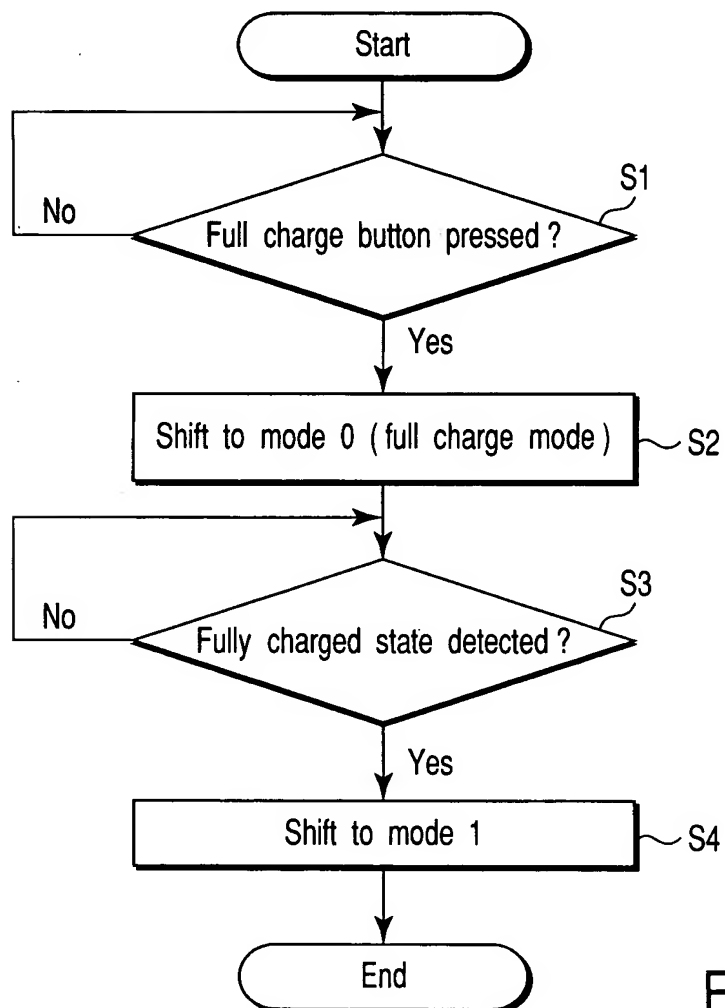 Start
S1
No
Full charge button pressed ?
Yes
Shift to mode 0 ( full charge mode )
S2
S3
No
Fully charged state detected ?
Yes
Shift to mode 1
S4
End